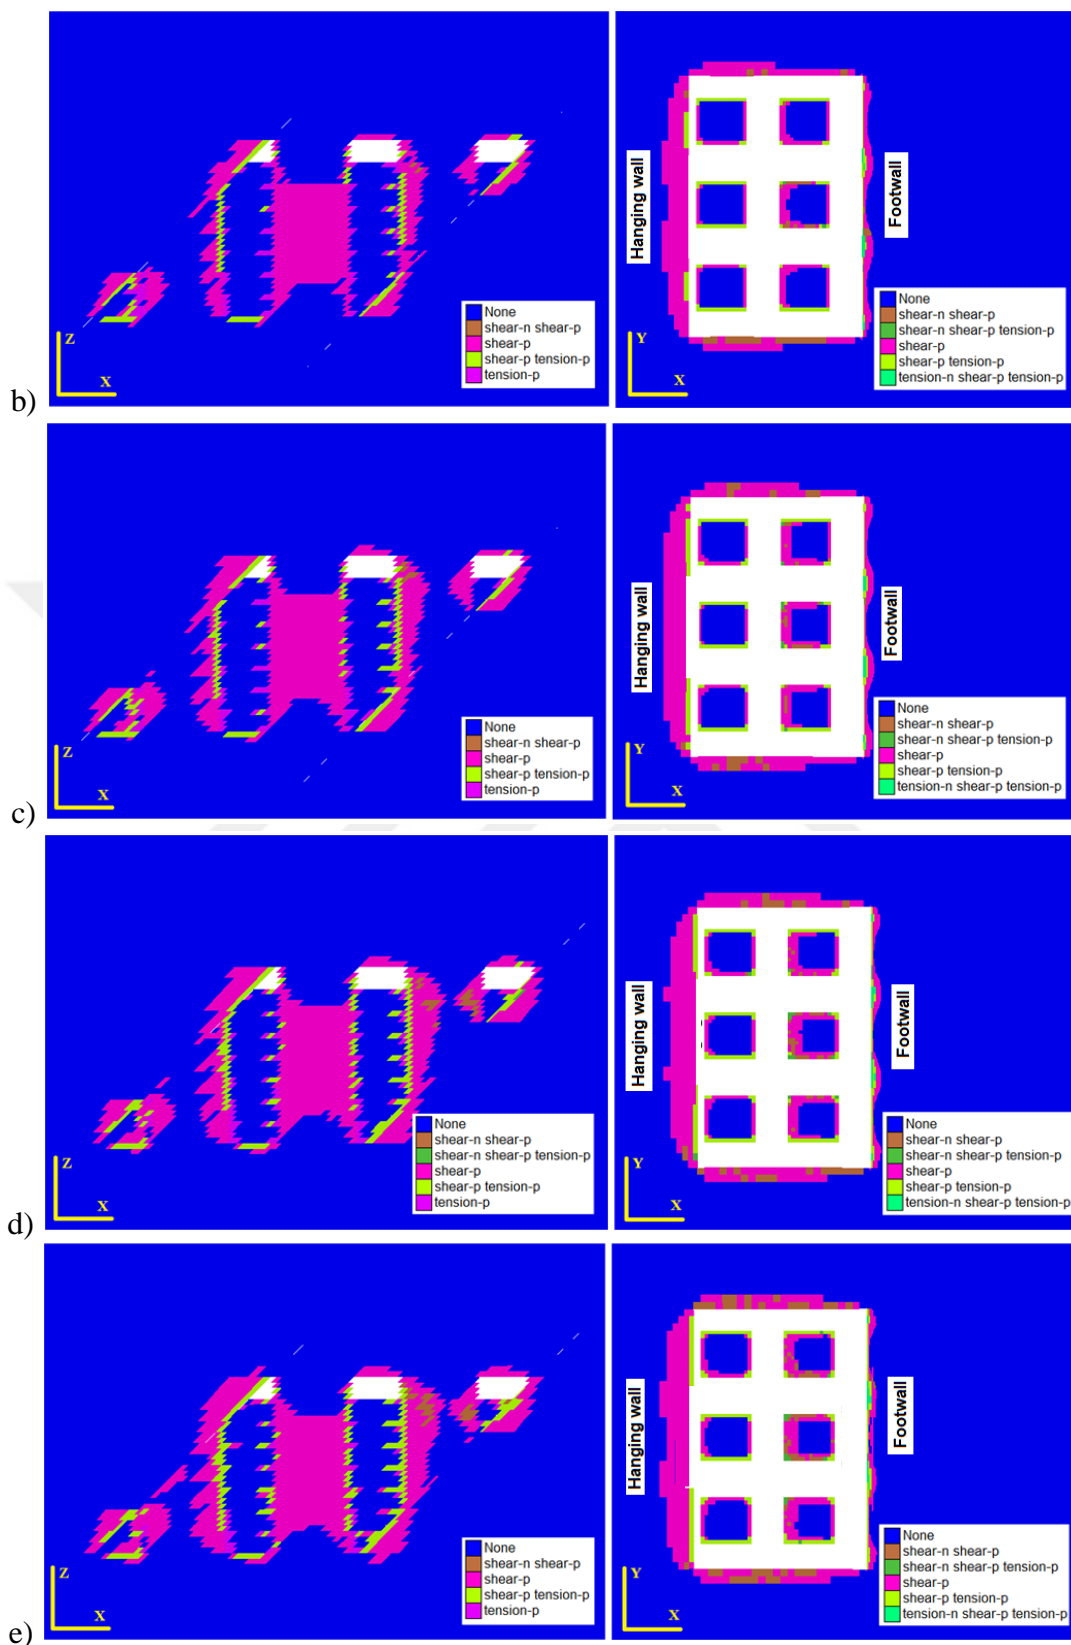 Z
X
None
shear-n shear-p
shear-p
shear-p tension-p
tension-p
Hanging wall
Footwall
Y
X
None
shear-n shear-p
shear-n shear-p tension-p
shear-p
shear-p tension-p
tension-n shear-p tension-p
b)
Z
X
None
shear-n shear-p
shear-p
shear-p tension-p
tension-p
Hanging wall
Footwall
Y
X
None
shear-n shear-p
shear-n shear-p tension-p
shear-p
shear-p tension-p
tension-n shear-p tension-p
c)
Z
X
None
shear-n shear-p
shear-n shear-p tension-p
shear-p
shear-p tension-p
tension-p
Hanging wall
Footwall
Y
X
None
shear-n shear-p
shear-n shear-p tension-p
shear-p
shear-p tension-p
tension-n shear-p tension-p
d)
Z
X
None
shear-n shear-p
shear-p
shear-p tension-p
tension-p
Hanging wall
Footwall
Y
X
None
shear-n shear-p
shear-n shear-p tension-p
shear-p
shear-p tension-p
tension-n shear-p tension-p
e)